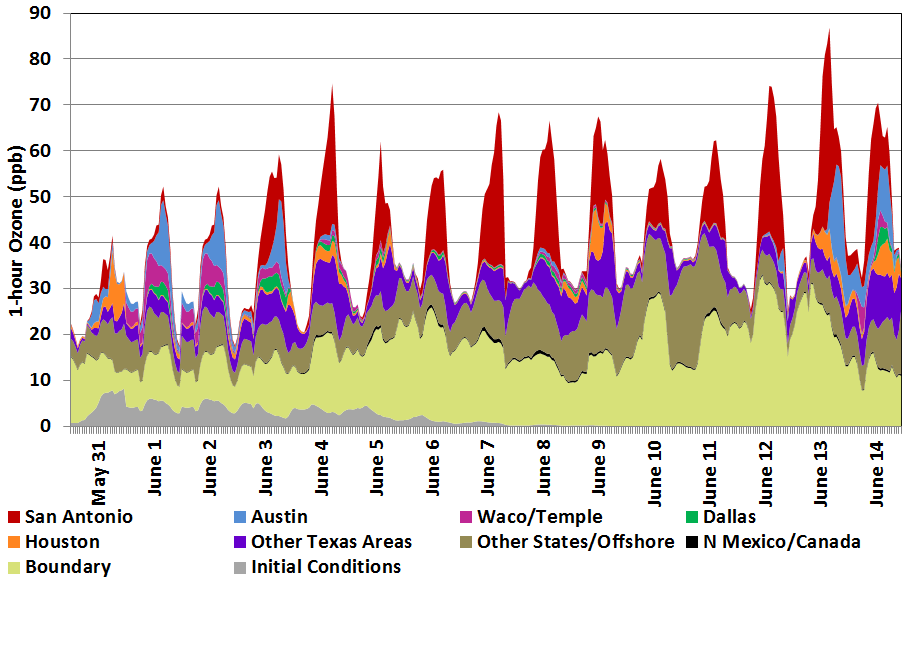 90
80
70
60
50
40
30
20
10
0
1-hour Ozone (ppb)
May 31
June 1
June 2
June 3
June 4
June 5
June 6
June 7
June 8
June 9
June 10
June 11
June 12
June 13
June 14
San Antonio Austin Waco/Temple Dallas
Houston Other Texas Areas Other States/Offshore N Mexico/Canada
Boundary Initial Conditions